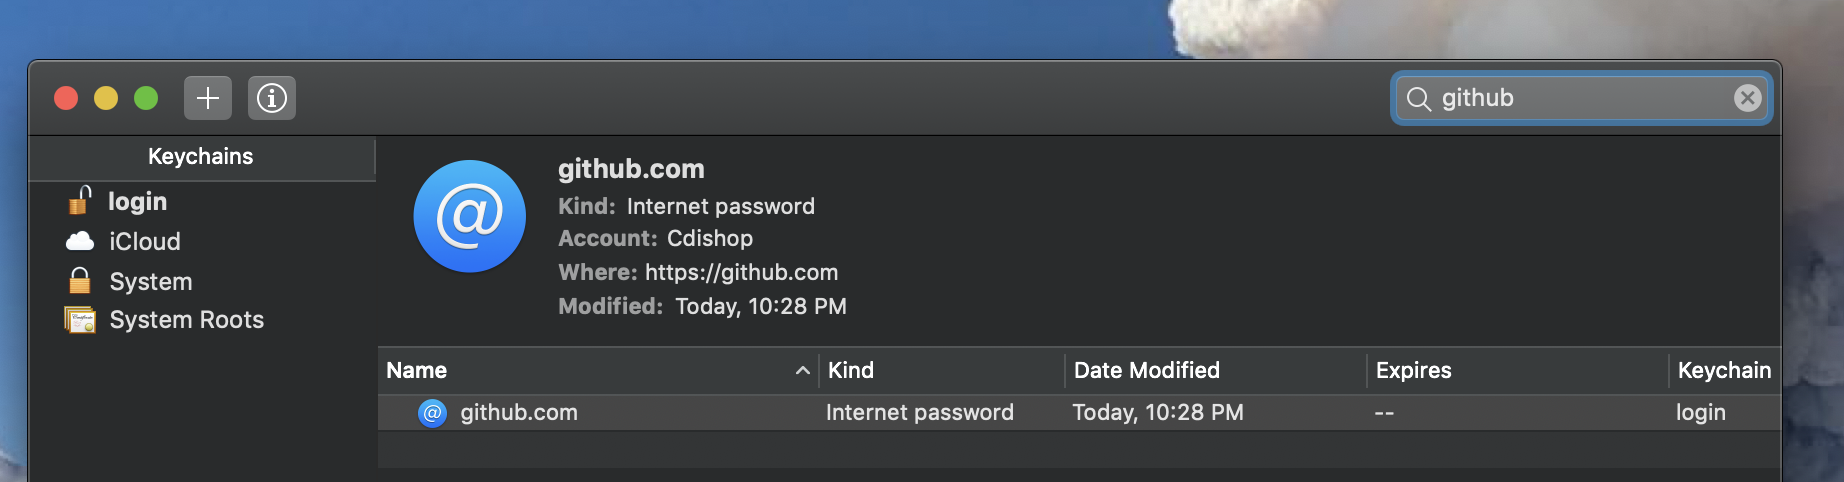 github
Keychains
login
iCloud
System
System Roots
@
github.com
Kind: Internet password
Account: Cdishop
Where: https://github.com
Modified: Today, 10:28 PM
Name Kind Date Modified Expires Keychain
@ github.com Internet password Today, 10:28 PM -- login